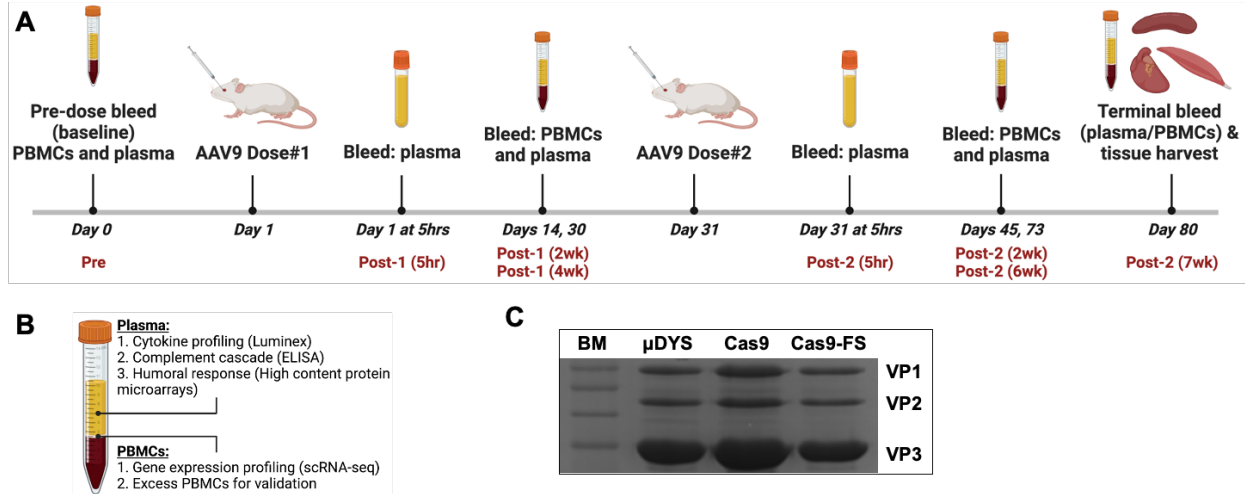 A
Pre-dose bleed
(baseline)
PBMCs and plasma
AAV9 Dose#1
Bleed: plasma
Bleed: PBMCs
and plasma
AAV9 Dose#2
Bleed: plasma
Bleed: PBMCs
and plasma
Terminal bleed
(plasma/PBMCs) &
tissue harvest
Day 0
Day 1
Day 1 at 5hrs
Days 14, 30
Day 31
Day 31 at 5hrs
Days 45, 73
Day 80
Pre
Post-1 (5hr)
Post-1 (2wk)
Post-1 (4wk)
Post-2 (5hr)
Post-2 (2wk)
Post-2 (6wk)
Post-2 (7wk)
B
Plasma:
1. Cytokine profiling (Luminex)
2. Complement cascade (ELISA)
3. Humoral response (High content protein
microarrays)
PBMCs:
1. Gene expression profiling (scRNA-seq)
2. Excess PBMCs for validation
C
BM μDYS Cas9 Cas9-FS
VP1
VP2
VP3